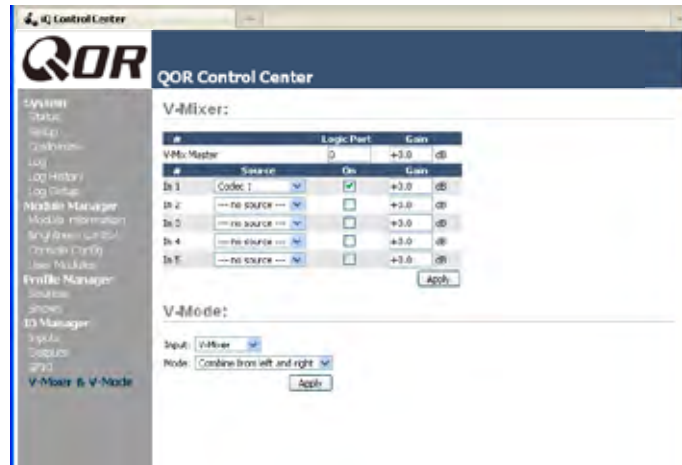 iQ Control Center
QOR
QOR Control Center
System
Status
Setup
Customize
Log
Log History
Log Setup
Module Manager
Module Information
Brightness Control
Console Config
User Modules
Profile Manager
Sources
Shows
IO Manager
Inputs
Outputs
GPIO
V-Mixer & V-Mode
V-Mixer:
# Logic Port Gain
V-Mix Master 0 +3.0 dB
# Source On Gain
In 1 Codec 1 +3.0 dB
In 2 --- no source --- +3.0 dB
In 3 --- no source --- +3.0 dB
In 4 --- no source --- +3.0 dB
In 5 --- no source --- +3.0 dB
Apply
V-Mode:
Input: V-Mixer
Mode: Combine from left and right
Apply